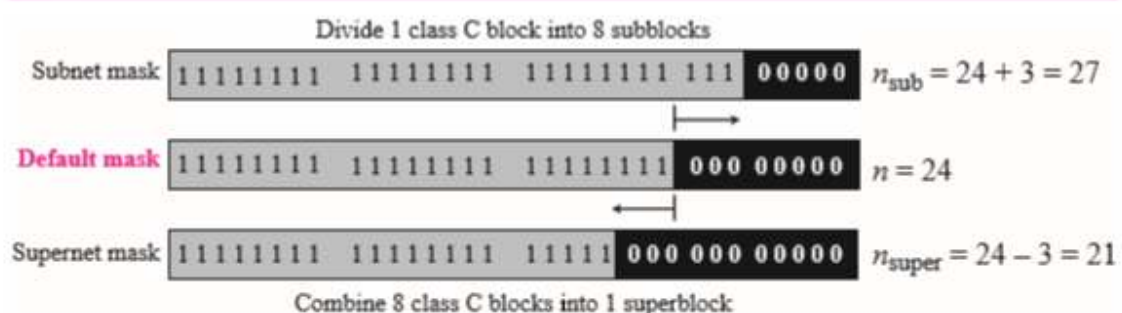 Divide 1 class C block into 8 subblocks
Subnet mask 11111111 11111111 11111111 111 00000 nsub = 24 + 3 = 27
Default mask 11111111 11111111 11111111 000 00000 n = 24
Supernet mask 11111111 11111111 11111 000 000 00000 nsuper = 24 – 3 = 21
Combine 8 class C blocks into 1 superblock